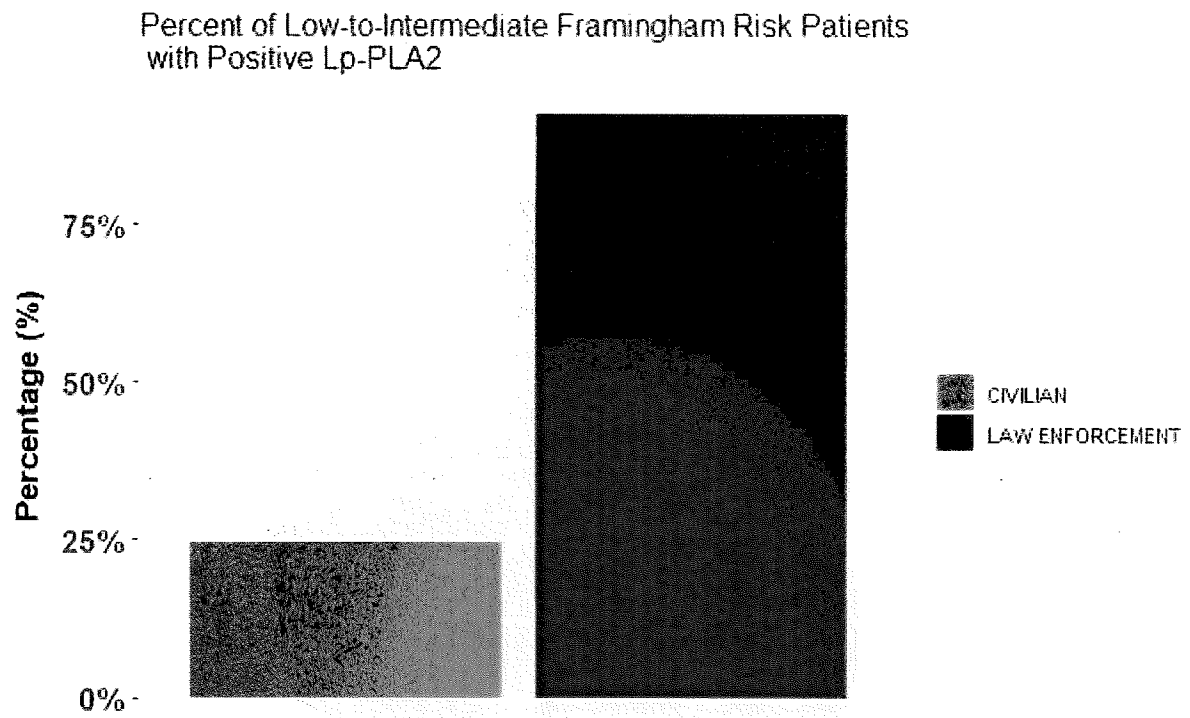 Percent of Low-to-Intermediate Framingham Risk Patients
with Positive Lp-PLA2
75%
50%
25%
0%
Percentage (%)
CIVILIAN
LAW ENFORCEMENT